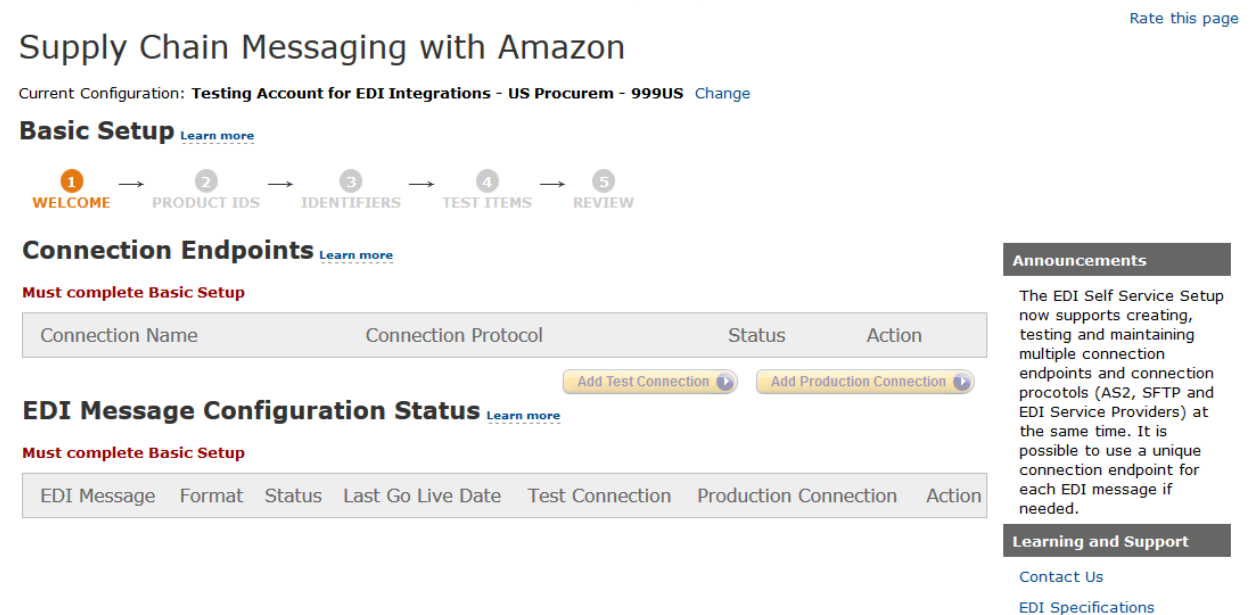 Rate this page
Supply Chain Messaging with Amazon
Current Configuration: Testing Account for EDI Integrations - US Procurem - 999US Change
Basic Setup Learn more
1 → 2 → 3 → 4 → 5
WELCOME PRODUCT IDS IDENTIFIERS TEST ITEMS REVIEW
Connection Endpoints Learn more
Must complete Basic Setup
Connection Name Connection Protocol Status Action
Add Test Connection Add Production Connection
EDI Message Configuration Status Learn more
Must complete Basic Setup
EDI Message Format Status Last Go Live Date Test Connection Production Connection Action
Announcements
The EDI Self Service Setup
now supports creating,
testing and maintaining
multiple connection
endpoints and connection
procotols (AS2, SFTP and
EDI Service Providers) at
the same time. It is
possible to use a unique
connection endpoint for
each EDI message if
needed.
Learning and Support
Contact Us
EDI Specifications